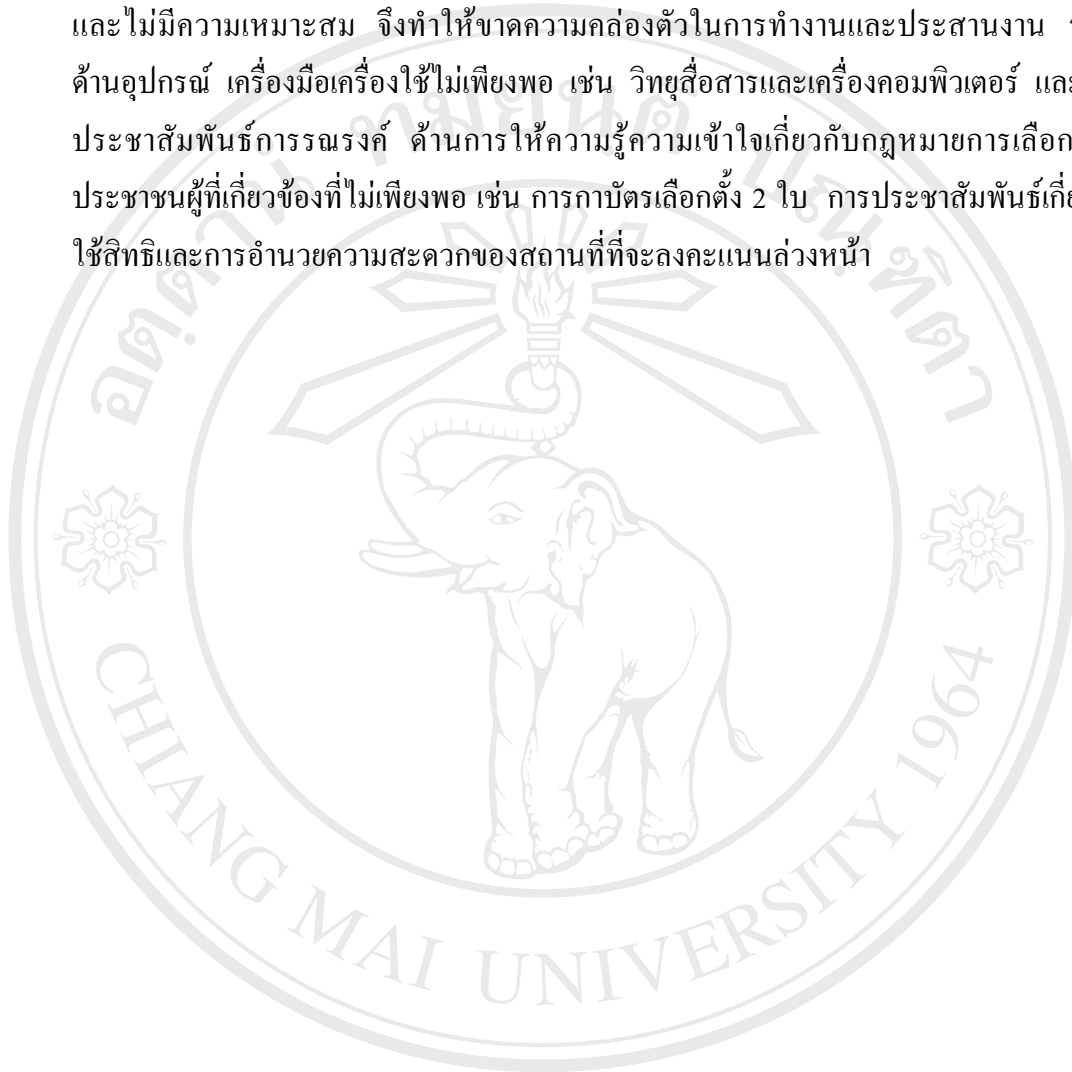 และไม่มีความเหมาะสม จึงทำให้ขาดความคล่องตัวในการทำงานและประสานงาน
ด้านอุปกรณ์ เครื่องมือเครื่องใช้ไม่เพียงพอ เช่น วิทยุสื่อสารและเครื่องคอมพิวเตอร์ และ
ประชาสัมพันธ์การรณรงค์ ด้านการให้ความรู้ความเข้าใจเกี่ยวกับกฎหมายการเลือก
ประชาชนผู้ที่เกี่ยวข้องที่ไม่เพียงพอ เช่น การกาบัตรเลือกตั้ง 2 ใบ การประชาสัมพันธ์
ใช้สิทธิและการอำนวยความสะดวกของสถานที่ที่จะลงคะแนนล่วงหน้า
อตฺตานํ ทมยนฺติ ปณฺฑิตา
CHIANG MAI UNIVERSITY 1964